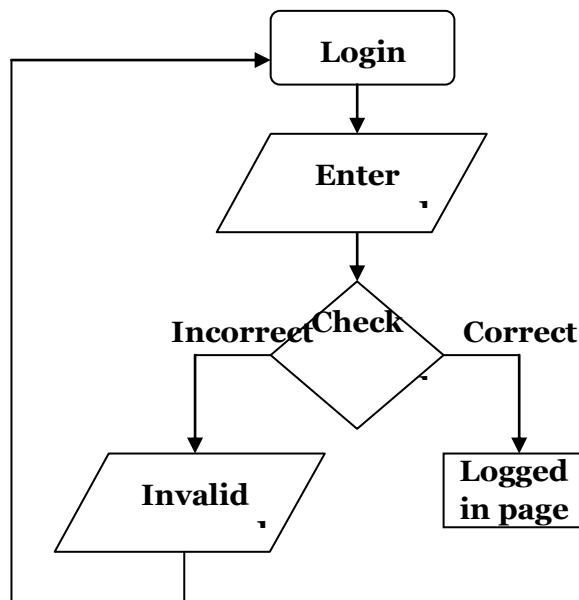 Login
Enter
Check
Incorrect
Correct
Invalid
Logged
in page